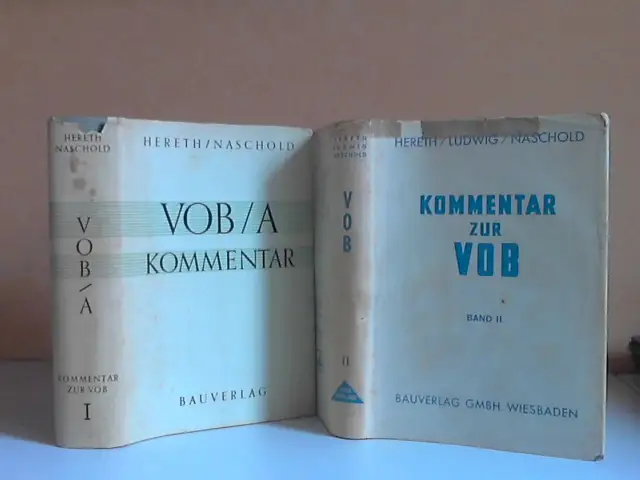 HERETH
NASCHOLD
VOB/A
KOMMENTAR
ZUR VOB
I
HERETH/NASCHOLD
VOB/A
KOMMENTAR
BAUVERLAG
HERETH
LUDWIG
NASCHOLD
VOB
II
HERETH/LUDWIG/NASCHOLD
KOMMENTAR
ZUR
VOB
BAND II
BAUVERLAG GMBH. WIESBADEN